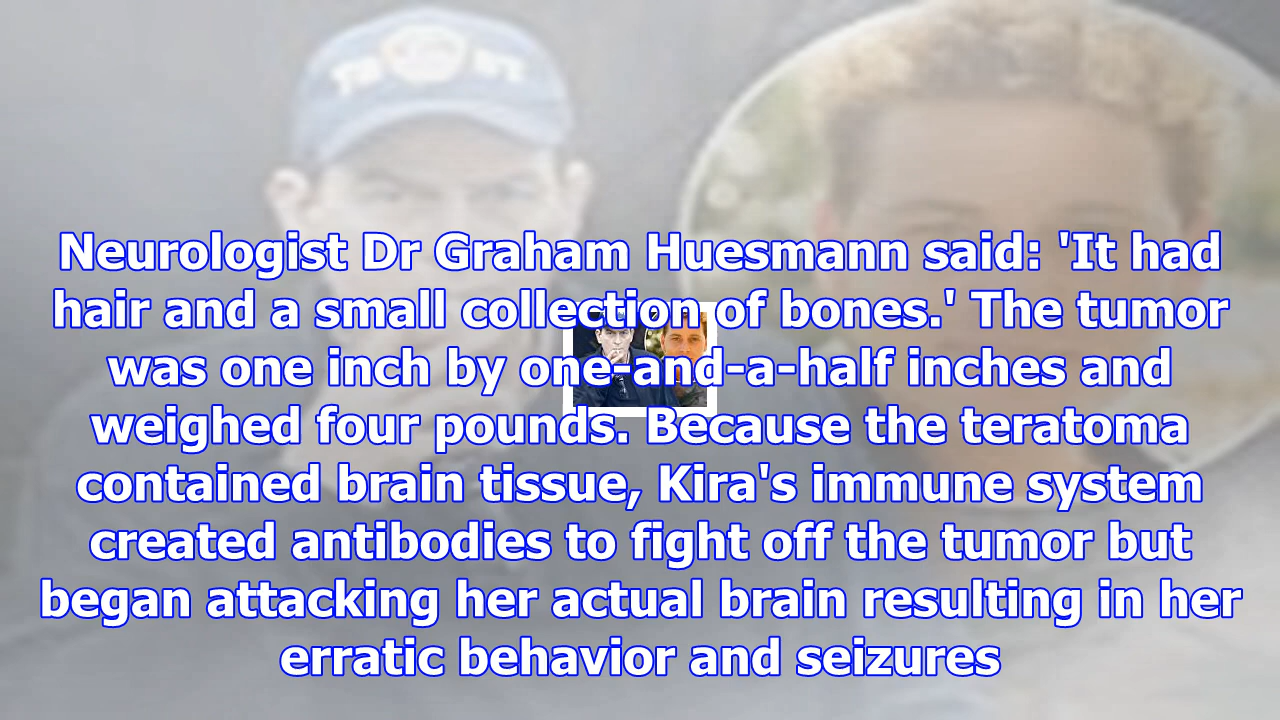 Neurologist Dr Graham Huesmann said: 'It had
hair and a small collection of bones.' The tumor
was one inch by one-and-a-half inches and
weighed four pounds. Because the teratoma
contained brain tissue, Kira's immune system
created antibodies to fight off the tumor but
began attacking her actual brain resulting in her
erratic behavior and seizures